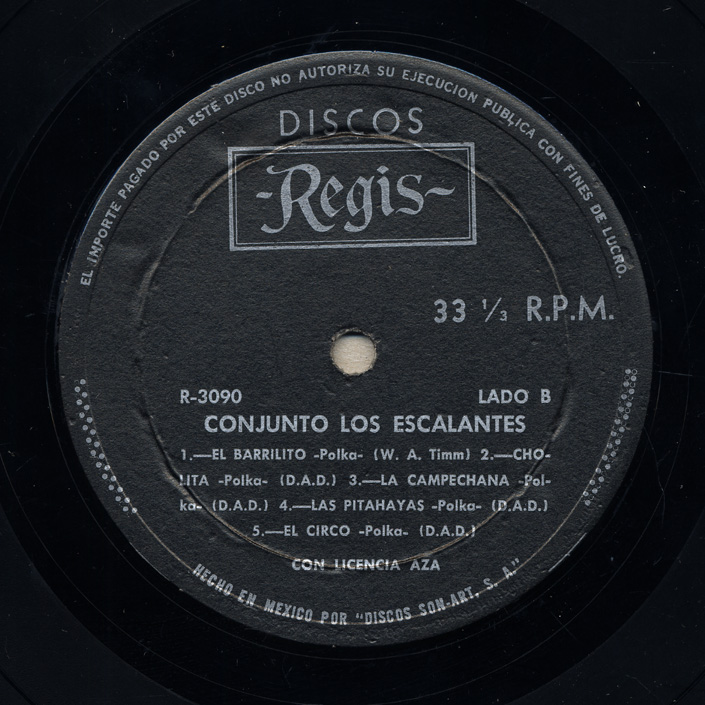 EL IMPORTE PAGADO POR ESTE DISCO NO AUTORIZA SU EJECUCION PUBLICA CON FINES DE LUCRO.
DISCOS
-Regis-
33 ⅓ R.P.M.
R-3090 LADO B
CONJUNTO LOS ESCALANTES
1.—EL BARRILITO -Polka- (W. A. Timm) 2.—CHO-
LITA -Polka- (D.A.D.) 3.—LA CAMPECHANA -Pol-
ka- (D.A.D.) 4.—LAS PITAHAYAS -Polka- (D.A.D.)
5.—EL CIRCO -Polka- (D.A.D.)
CON LICENCIA AZA
HECHO EN MEXICO POR "DISCOS SON-ART, S. A."